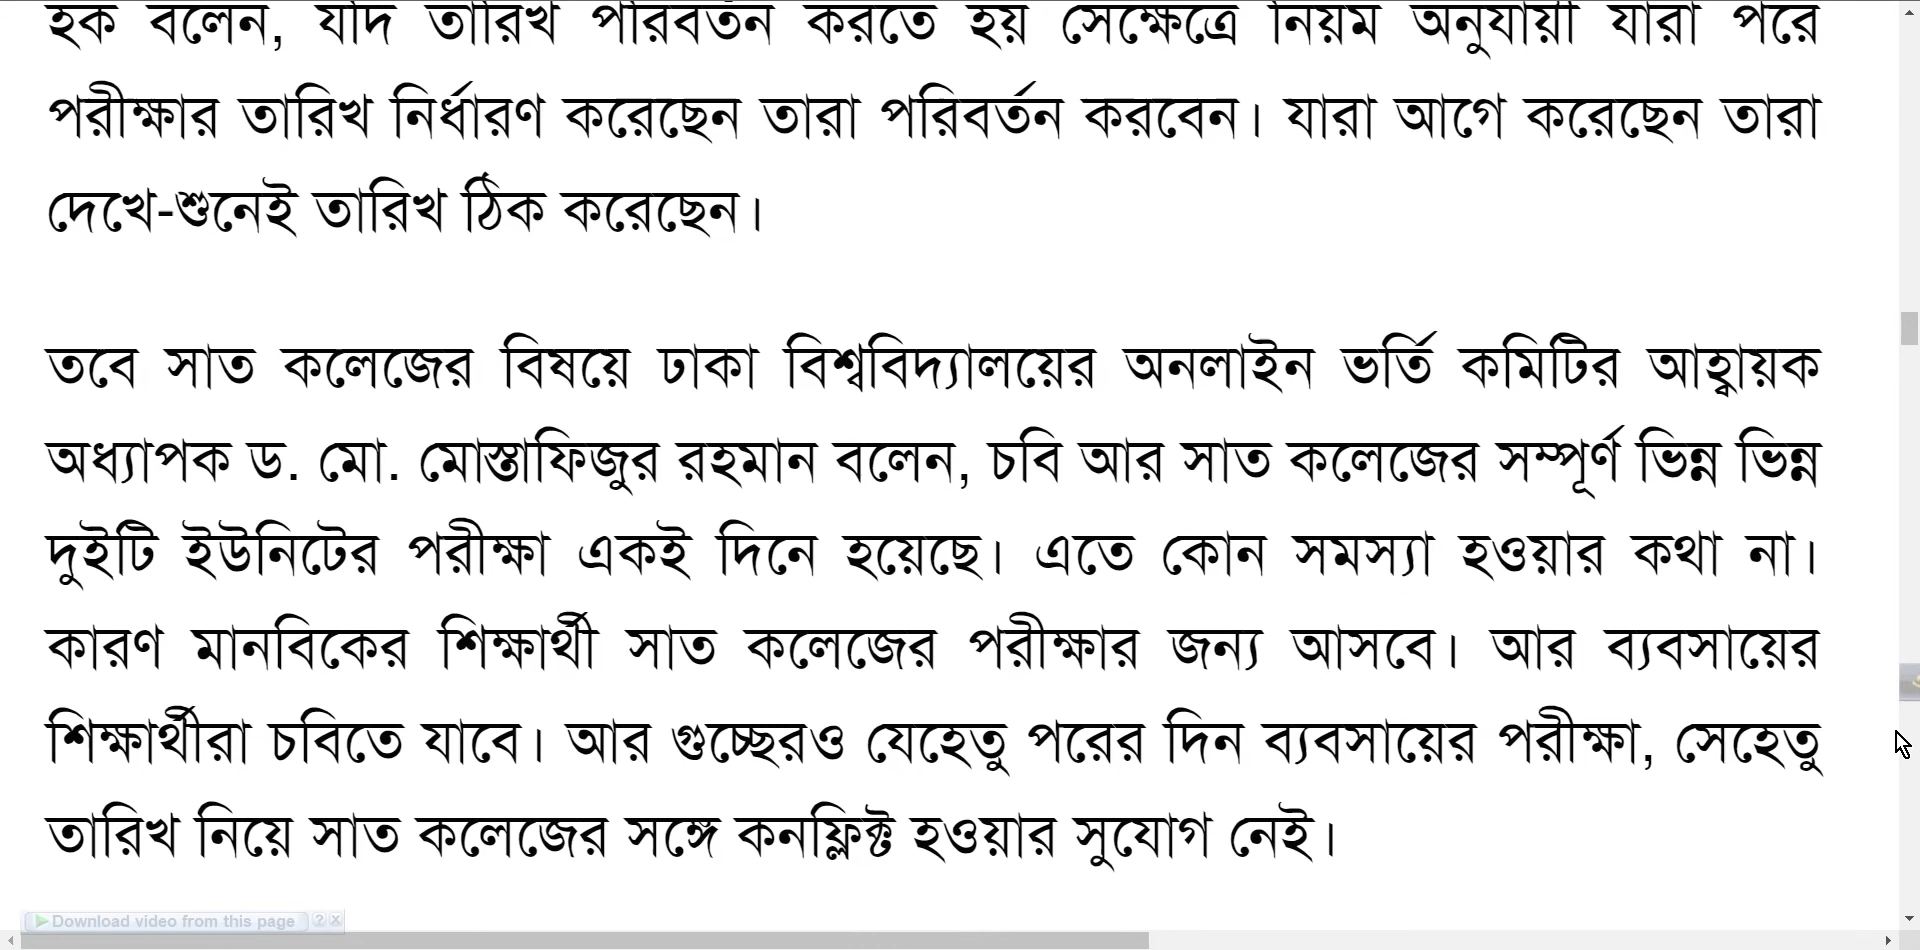 হক বলেন, যদি তারিখ পরিবর্তন করতে হয় সেক্ষেত্রে নিয়ম অনুযায়ী যারা পরে
পরীক্ষার তারিখ নির্ধারণ করেছেন তারা পরিবর্তন করবেন। যারা আগে করেছেন তারা
দেখে-শুনেই তারিখ ঠিক করেছেন।
তবে সাত কলেজের বিষয়ে ঢাকা বিশ্ববিদ্যালয়ের অনলাইন ভর্তি কমিটির আহ্বায়ক
অধ্যাপক ড. মো. মোস্তাফিজুর রহমান বলেন, চবি আর সাত কলেজের সম্পূর্ণ ভিন্ন ভিন্ন
দুইটি ইউনিটের পরীক্ষা একই দিনে হয়েছে। এতে কোন সমস্যা হওয়ার কথা না।
কারণ মানবিকের শিক্ষার্থী সাত কলেজের পরীক্ষার জন্য আসবে। আর ব্যবসায়ের
শিক্ষার্থীরা চবিতে যাবে। আর গুচ্ছেরও যেহেতু পরের দিন ব্যবসায়ের পরীক্ষা, সেহেতু
তারিখ নিয়ে সাত কলেজের সঙ্গে কনফ্লিক্ট হওয়ার সুযোগ নেই।
Download video from this page ? x